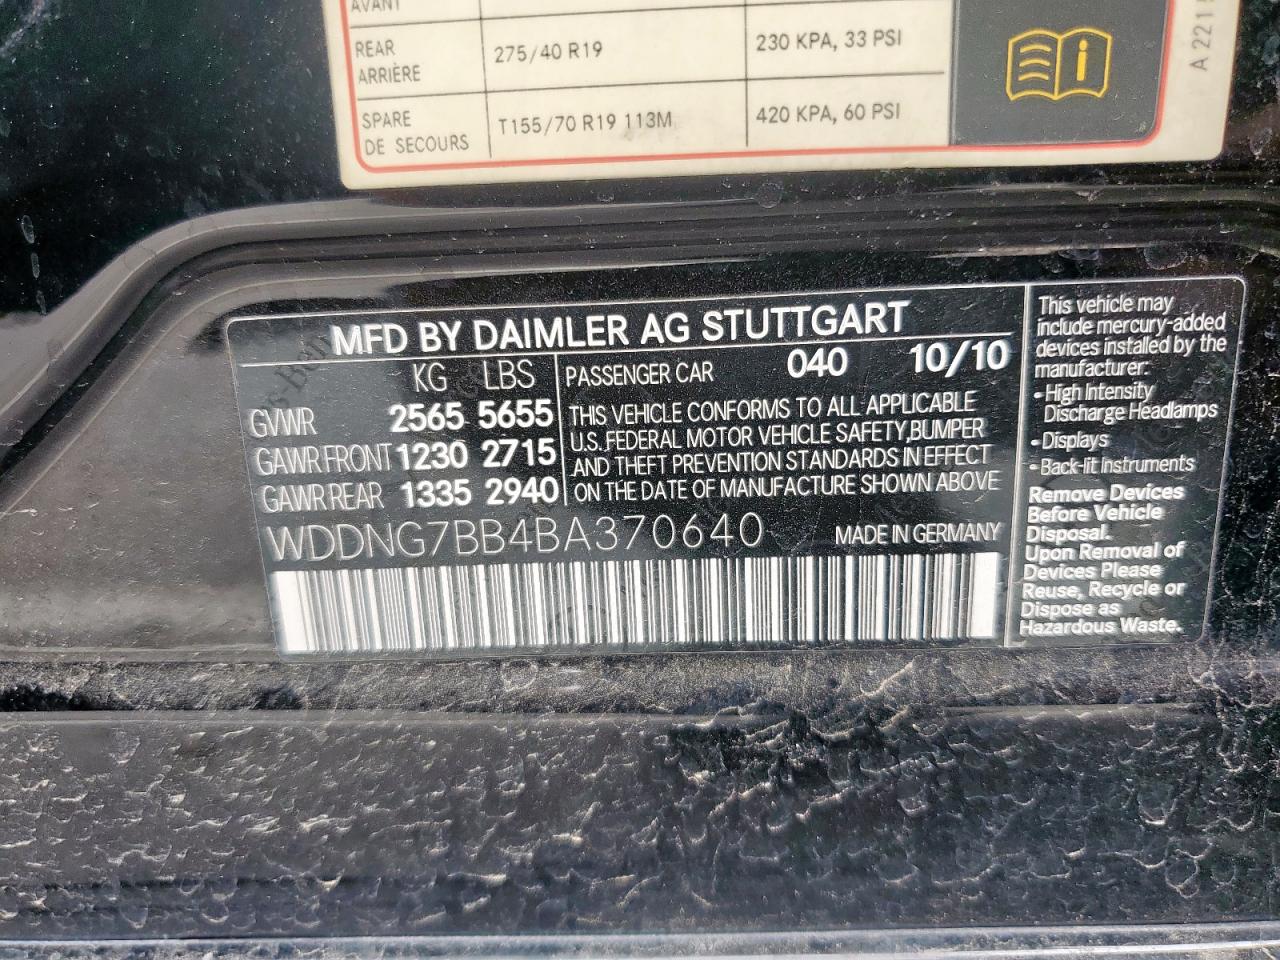 AVANT
REAR
ARRIÈRE
275/40 R19
230 KPA, 33 PSI
SPARE
DE SECOURS
T155/70 R19 113M
420 KPA, 60 PSI
A 221
MFD BY DAIMLER AG STUTTGART
KG LBS
GVWR 2565 5655
GAWR FRONT 1230 2715
GAWR REAR 1335 2940
PASSENGER CAR 040 10/10
THIS VEHICLE CONFORMS TO ALL APPLICABLE
U.S. FEDERAL MOTOR VEHICLE SAFETY, BUMPER
AND THEFT PREVENTION STANDARDS IN EFFECT
ON THE DATE OF MANUFACTURE SHOWN ABOVE
WDDNG7BB4BA370640 MADE IN GERMANY
This vehicle may
include mercury-added
devices installed by the
manufacturer:
• High Intensity
Discharge Headlamps
• Displays
• Back-lit instruments
Remove Devices
Before Vehicle
Disposal.
Upon Removal of
Devices Please
Reuse, Recycle or
Dispose as
Hazardous Waste.